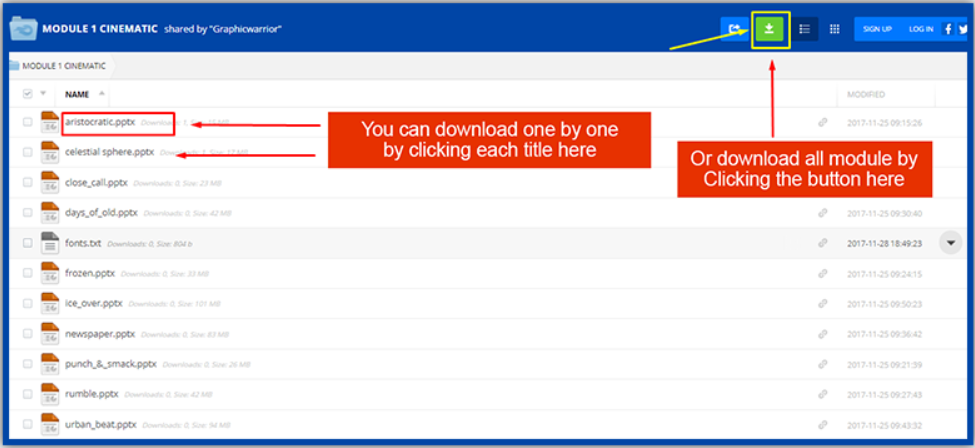 MODULE 1 CINEMATIC shared by "Graphicwarrior"
SIGN UP LOG IN
MODULE 1 CINEMATIC
NAME MODIFIED
aristocratic.pptx Downloads: 1, Size: 15 MB 2017-11-25 09:15:26
You can download one by one
by clicking each title here
celestial sphere.pptx Downloads: 1, Size: 17 MB
Or download all module by
Clicking the button here
close_call.pptx Downloads: 0, Size: 23 MB
days_of_old.pptx Downloads: 0, Size: 42 MB 2017-11-25 09:30:40
fonts.txt Downloads: 0, Size: 804 b 2017-11-28 18:49:23
frozen.pptx Downloads: 0, Size: 33 MB 2017-11-25 09:24:15
ice_over.pptx Downloads: 0, Size: 101 MB 2017-11-25 09:50:23
newspaper.pptx Downloads: 0, Size: 83 MB 2017-11-25 09:36:42
punch_&_smack.pptx Downloads: 0, Size: 26 MB 2017-11-25 09:21:39
rumble.pptx Downloads: 0, Size: 42 MB 2017-11-25 09:27:43
urban_beat.pptx Downloads: 0, Size: 94 MB 2017-11-25 09:43:32